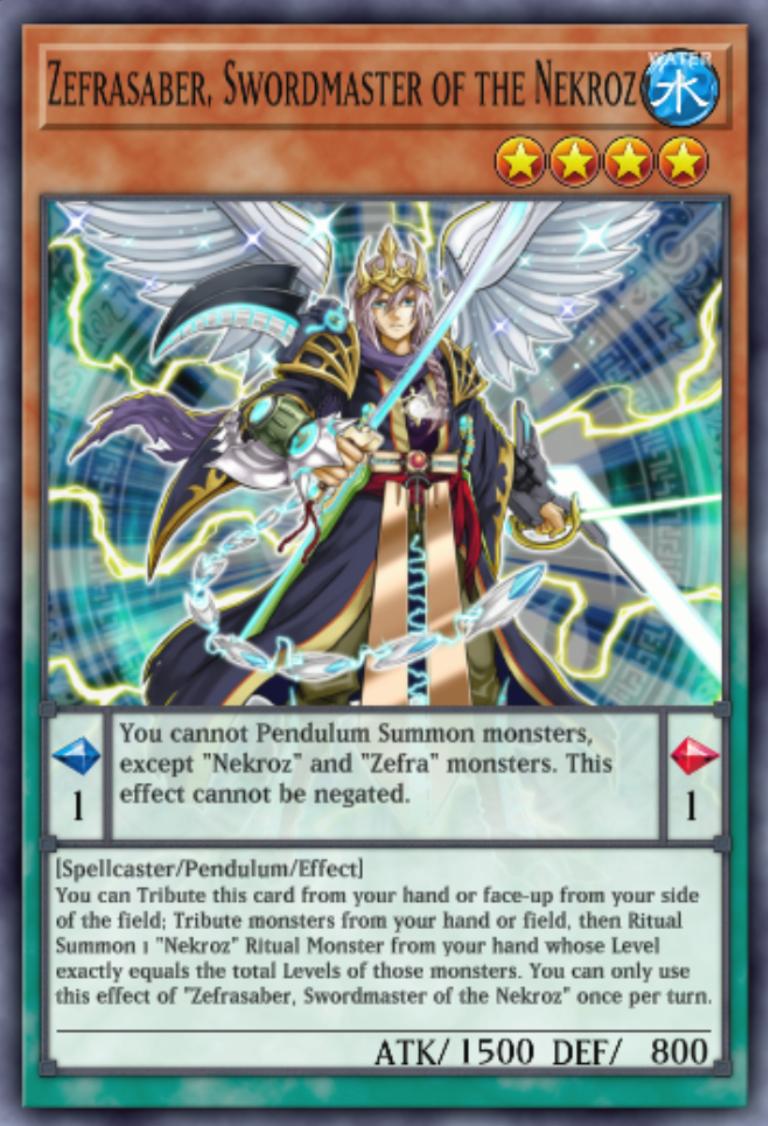 ZEFRASABER, SWORDMASTER OF THE NEKROZ
WATER
水
You cannot Pendulum Summon monsters,
except "Nekroz" and "Zefra" monsters. This
effect cannot be negated.
1
1
[Spellcaster/Pendulum/Effect]
You can Tribute this card from your hand or face-up from your side
of the field; Tribute monsters from your hand or field, then Ritual
Summon 1 "Nekroz" Ritual Monster from your hand whose Level
exactly equals the total Levels of those monsters. You can only use
this effect of "Zefrasaber, Swordmaster of the Nekroz" once per turn.
ATK/ 1500 DEF/ 800